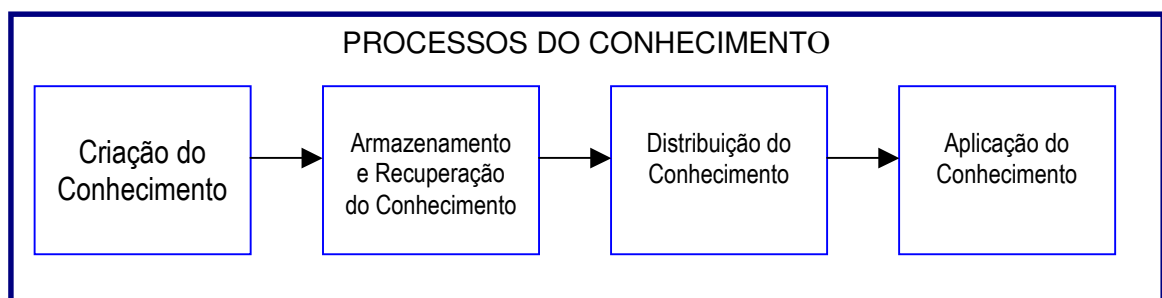 PROCESSOS DO CONHECIMENTO
Criação do
Conhecimento
Armazenamento
e Recuperação
do Conhecimento
Distribuição do
Conhecimento
Aplicação do
Conhecimento